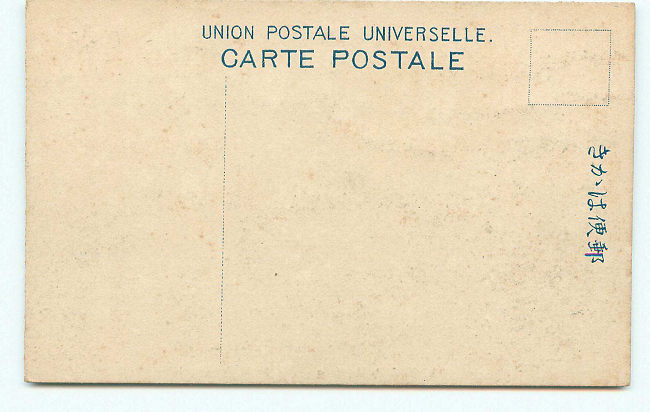 UNION POSTALE UNIVERSELLE.
CARTE POSTALE
きかは便郵